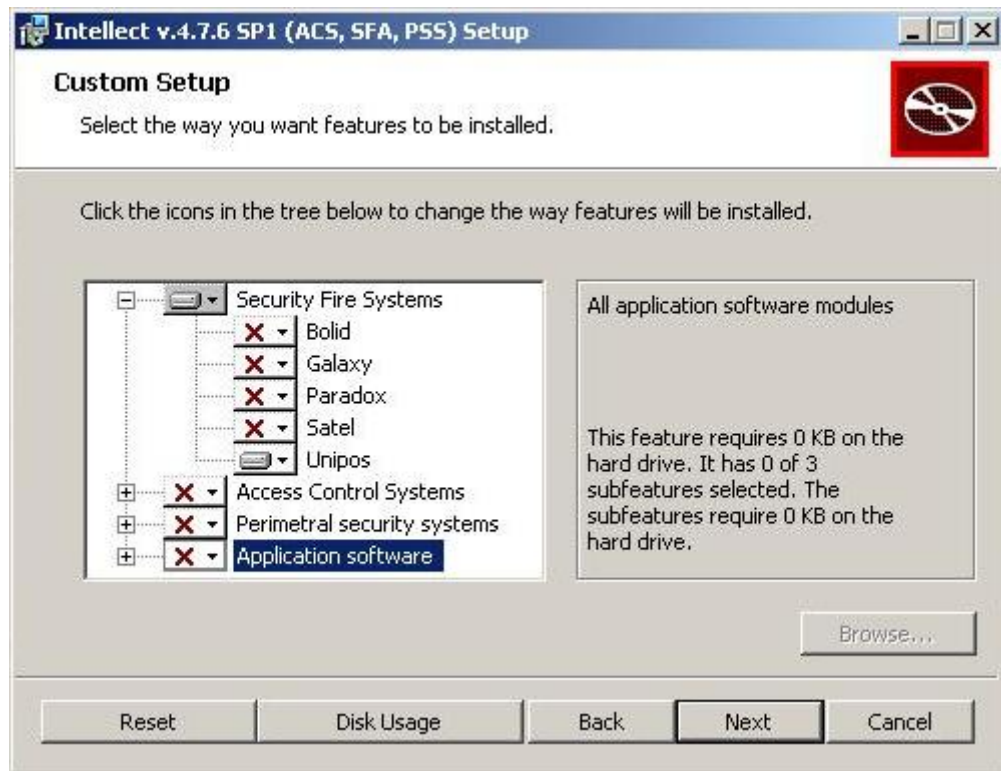 Intellect v.4.7.6 SP1 (ACS, SFA, PSS) Setup
Custom Setup
Select the way you want features to be installed.
Click the icons in the tree below to change the way features will be installed.
Security Fire Systems
Bolid
Galaxy
Paradox
Satel
Unipos
Access Control Systems
Perimetral security systems
Application software
All application software modules
This feature requires 0 KB on the
hard drive. It has 0 of 3
subfeatures selected. The
subfeatures require 0 KB on the
hard drive.
Browse...
Reset
Disk Usage
Back
Next
Cancel